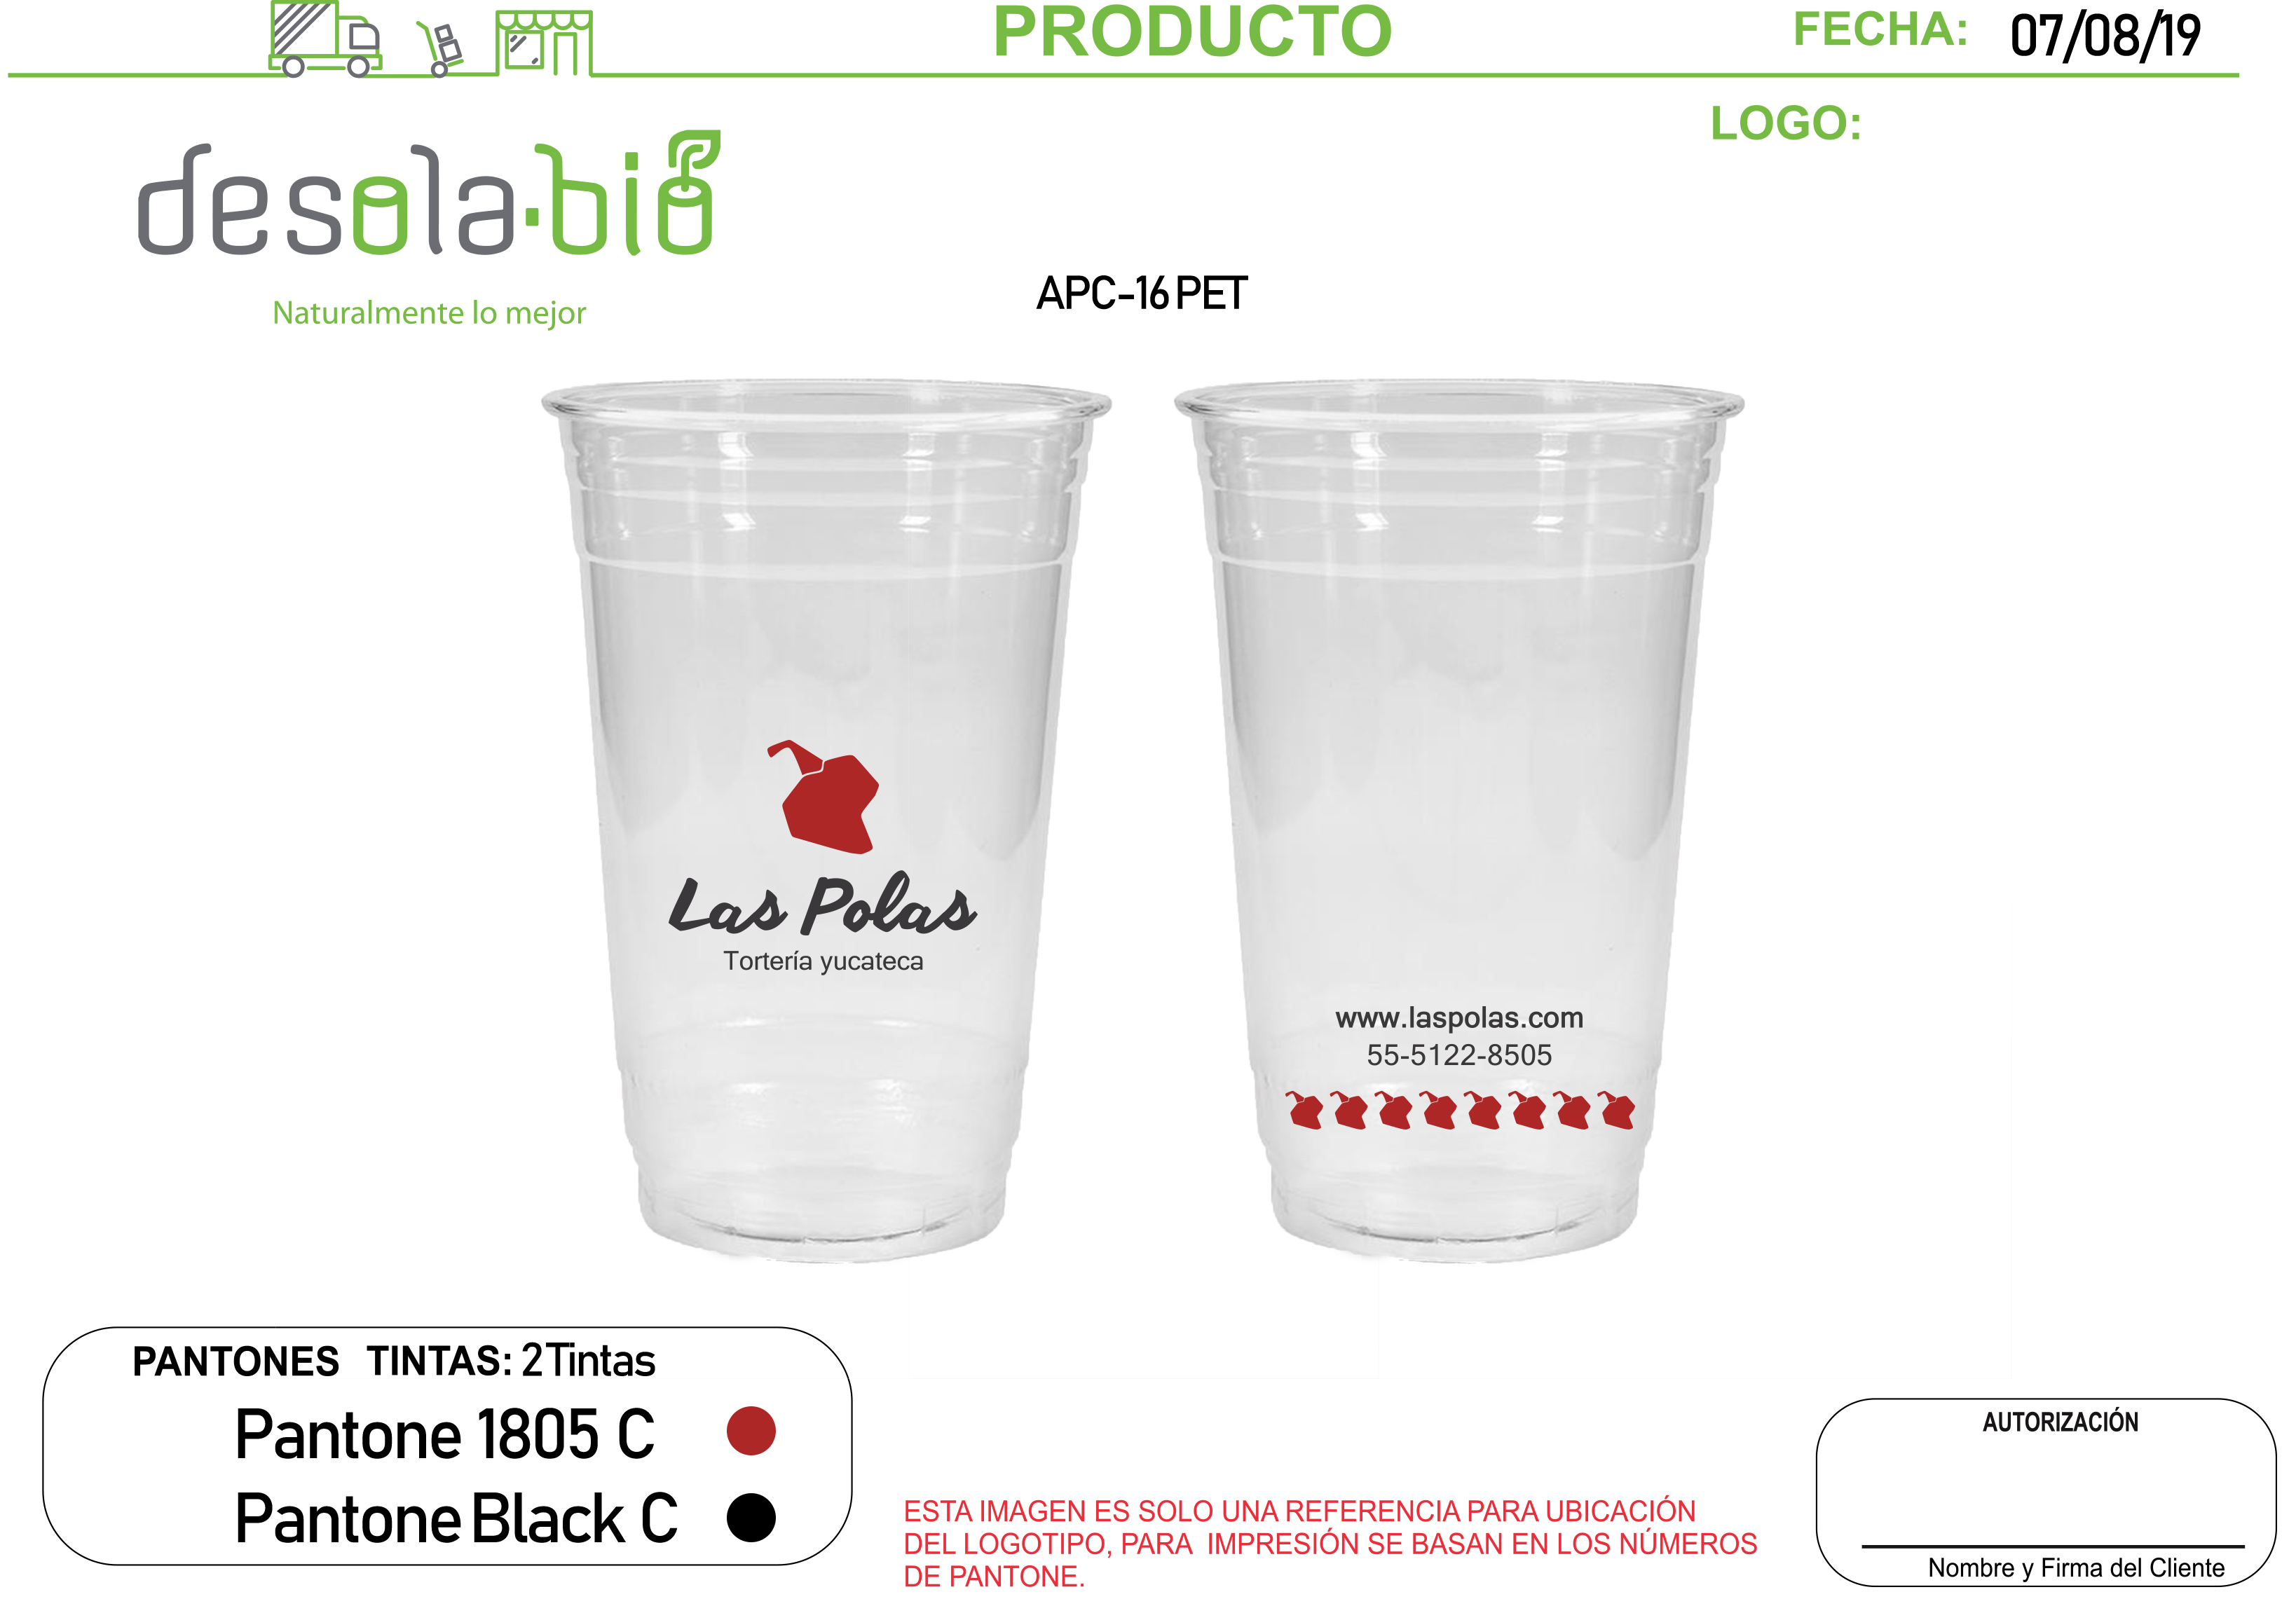 PRODUCTO
FECHA: 07/08/19
LOGO:
desola·bio
Naturalmente lo mejor
APC-16 PET
Las Polas
Tortería yucateca
www.laspolas.com
55-5122-8505
PANTONES TINTAS: 2 Tintas
Pantone 1805 C
Pantone Black C
ESTA IMAGEN ES SOLO UNA REFERENCIA PARA UBICACIÓN
DEL LOGOTIPO, PARA IMPRESIÓN SE BASAN EN LOS NÚMEROS
DE PANTONE.
AUTORIZACIÓN
Nombre y Firma del Cliente